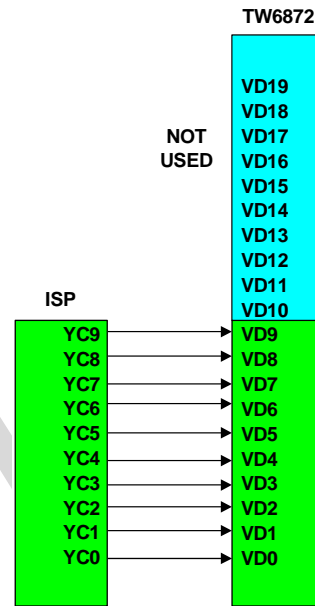 TW6872
VD19
VD18
NOT
USED
VD17
VD16
VD15
VD14
VD13
VD12
VD11
VD10
ISP
YC9
YC8
YC7
YC6
YC5
YC4
YC3
YC2
YC1
YC0
VD9
VD8
VD7
VD6
VD5
VD4
VD3
VD2
VD1
VD0